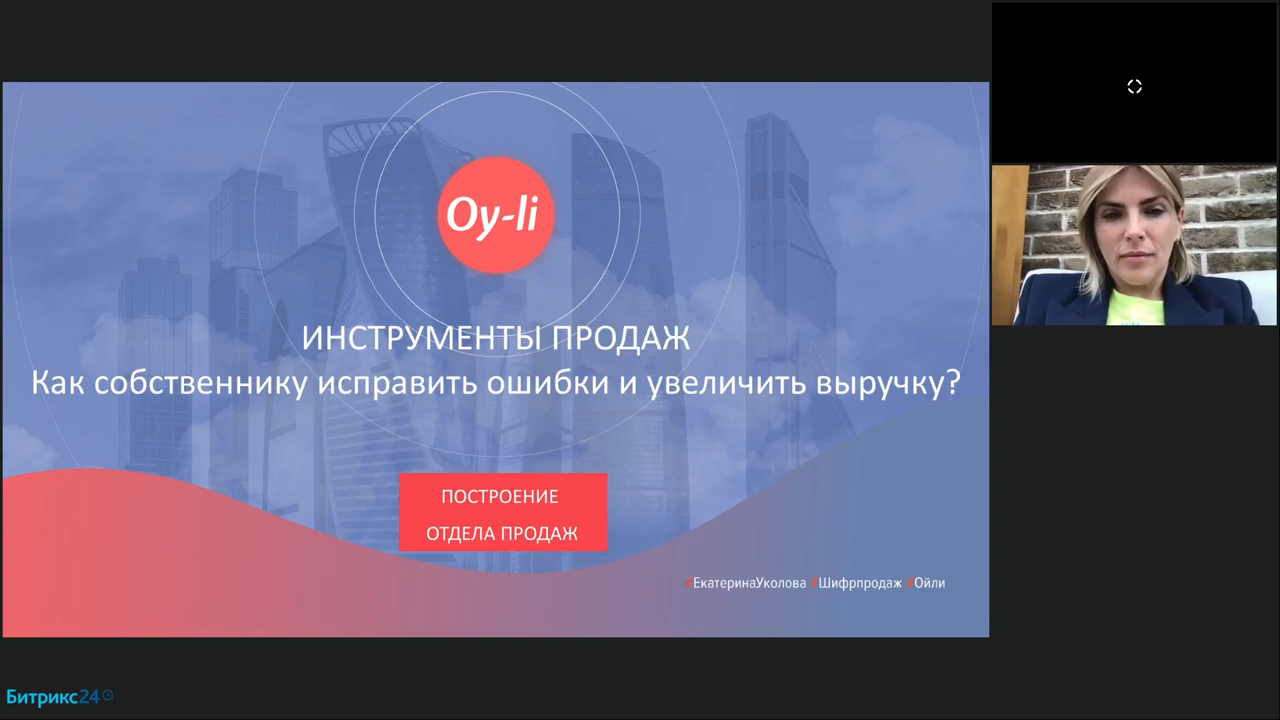 Oy-li
ИНСТРУМЕНТЫ ПРОДАЖ
Как собственнику исправить ошибки и увеличить выручку?
ПОСТРОЕНИЕ
ОТДЕЛА ПРОДАЖ
#ЕкатеринаУколова #Шифрпродаж #Ойли
Битрикс24